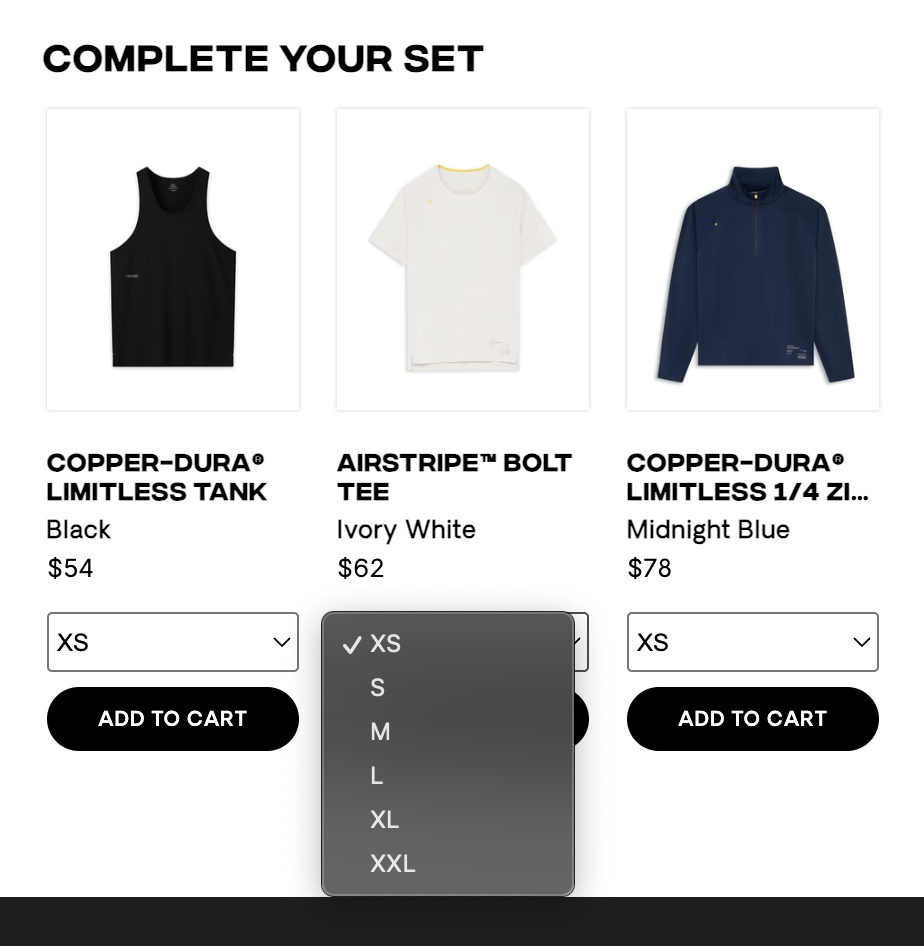 COMPLETE YOUR SET
COPPER-DURA®
LIMITLESS TANK
Black
$54
XS
ADD TO CART
AIRSTRIPE™ BOLT
TEE
Ivory White
$62
✓ XS
S
M
L
XL
XXL
COPPER-DURA®
LIMITLESS 1/4 ZI...
Midnight Blue
$78
XS
ADD TO CART